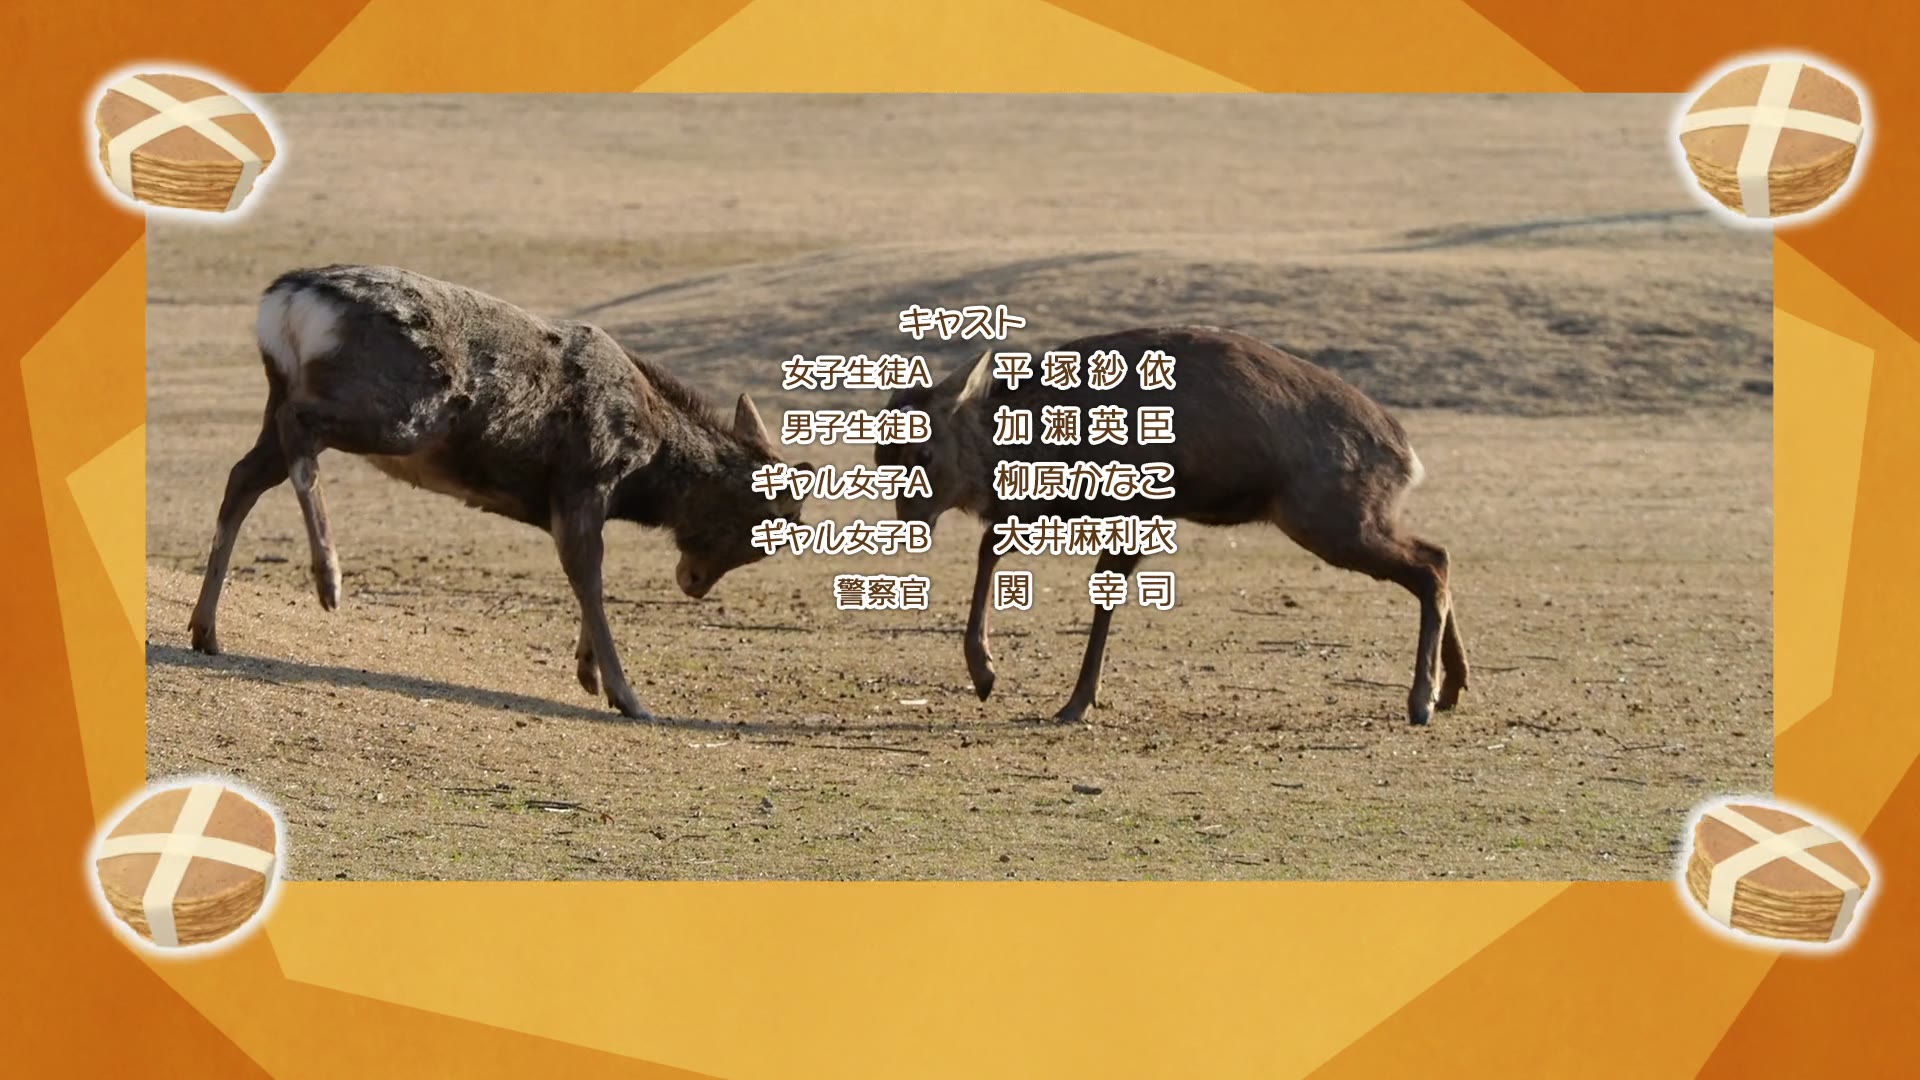 キャスト
女子生徒A 平塚紗依
男子生徒B 加瀬英臣
ギャル女子A 柳原かなこ
ギャル女子B 大井麻利衣
警察官 関 幸司